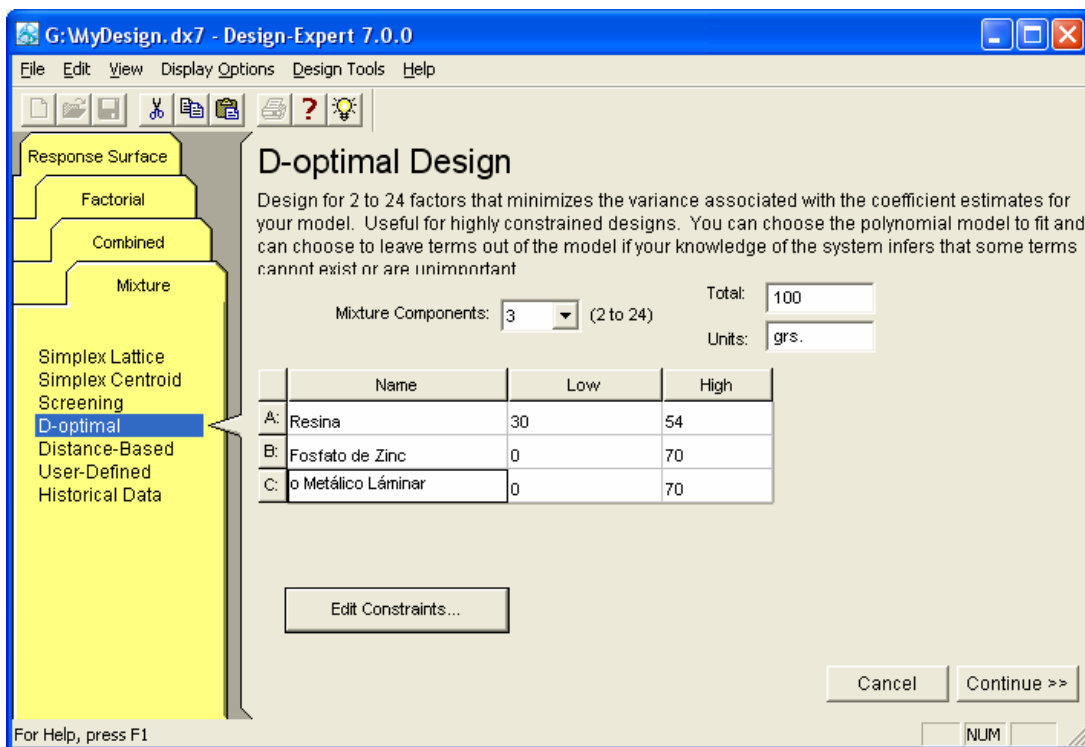 G:\MyDesign.dx7 - Design-Expert 7.0.0
File Edit View Display Options Design Tools Help
Response Surface
Factorial
Combined
Mixture
Simplex Lattice
Simplex Centroid
Screening
D-optimal
Distance-Based
User-Defined
Historical Data
D-optimal Design
Design for 2 to 24 factors that minimizes the variance associated with the coefficient estimates for
your model. Useful for highly constrained designs. You can choose the polynomial model to fit and
can choose to leave terms out of the model if your knowledge of the system infers that some terms
cannot exist or are unimportant
Mixture Components: 3 (2 to 24)
Total: 100
Units: grs.
Name Low High
A: Resina 30 54
B: Fosfato de Zinc 0 70
C: o Metálico Láminar 0 70
Edit Constraints...
Cancel Continue >>
For Help, press F1
NUM